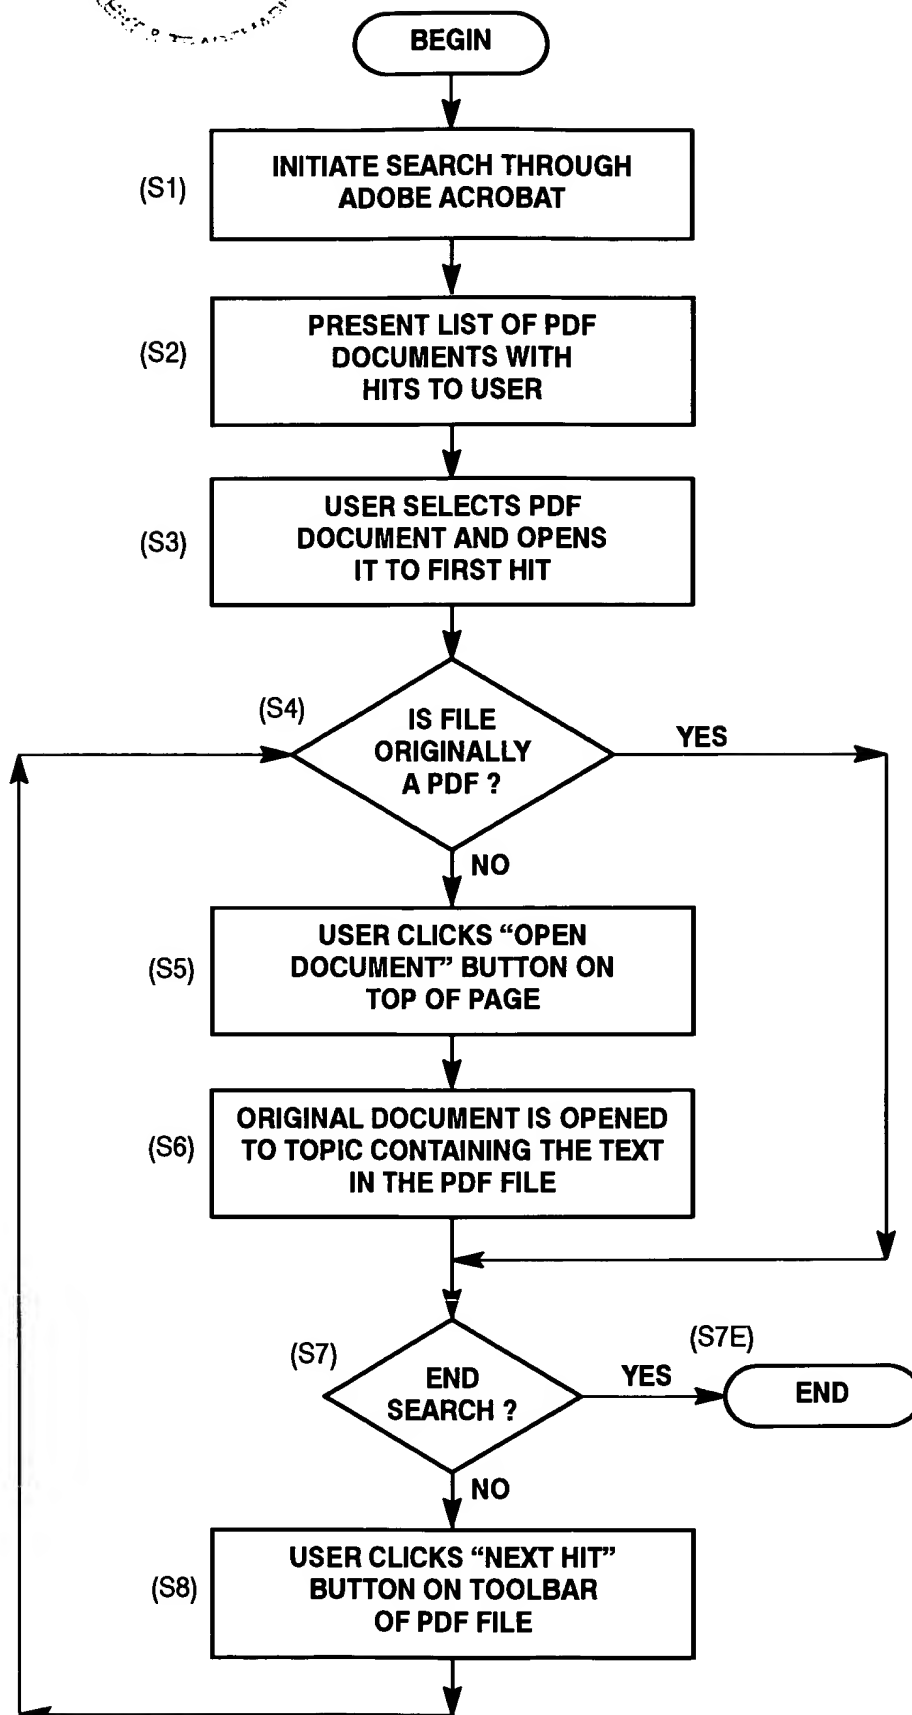 BEGIN
(S1)
INITIATE SEARCH THROUGH
ADOBE ACROBAT
(S2)
PRESENT LIST OF PDF
DOCUMENTS WITH
HITS TO USER
(S3)
USER SELECTS PDF
DOCUMENT AND OPENS
IT TO FIRST HIT
(S4)
IS FILE
ORIGINALLY
A PDF ?
YES
NO
(S5)
USER CLICKS “OPEN
DOCUMENT” BUTTON ON
TOP OF PAGE
(S6)
ORIGINAL DOCUMENT IS OPENED
TO TOPIC CONTAINING THE TEXT
IN THE PDF FILE
(S7)
END
SEARCH ?
YES
(S7E)
END
NO
(S8)
USER CLICKS “NEXT HIT”
BUTTON ON TOOLBAR
OF PDF FILE